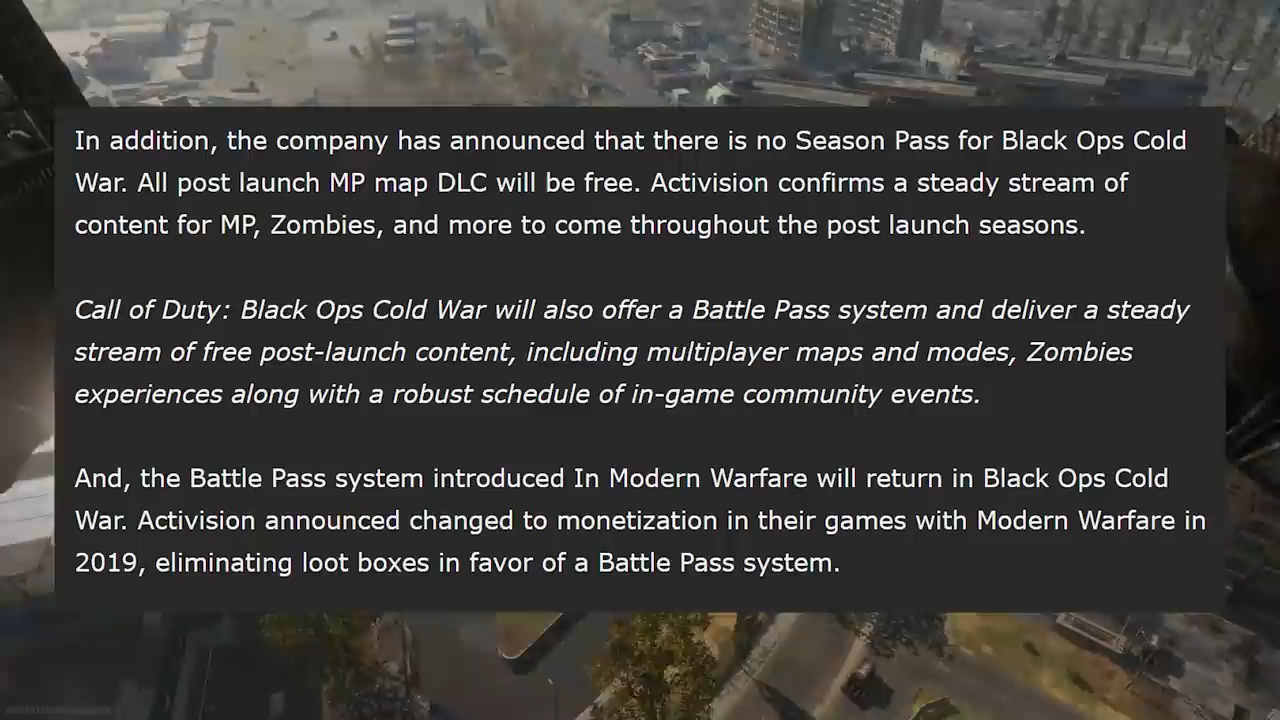 In addition, the company has announced that there is no Season Pass for Black Ops Cold
War. All post launch MP map DLC will be free. Activision confirms a steady stream of
content for MP, Zombies, and more to come throughout the post launch seasons.
Call of Duty: Black Ops Cold War will also offer a Battle Pass system and deliver a steady
stream of free post-launch content, including multiplayer maps and modes, Zombies
experiences along with a robust schedule of in-game community events.
And, the Battle Pass system introduced In Modern Warfare will return in Black Ops Cold
War. Activision announced changed to monetization in their games with Modern Warfare in
2019, eliminating loot boxes in favor of a Battle Pass system.